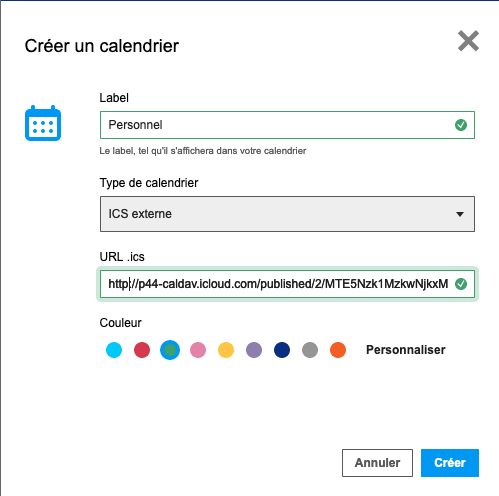 Créer un calendrier
Label
Personnel
Le label, tel qu'il s'affichera dans votre calendrier
Type de calendrier
ICS externe
URL .ics
http://p44-caldav.icloud.com/published/2/MTE5Nzk1MzkwNjkxM
Couleur
Personnaliser
Annuler Créer